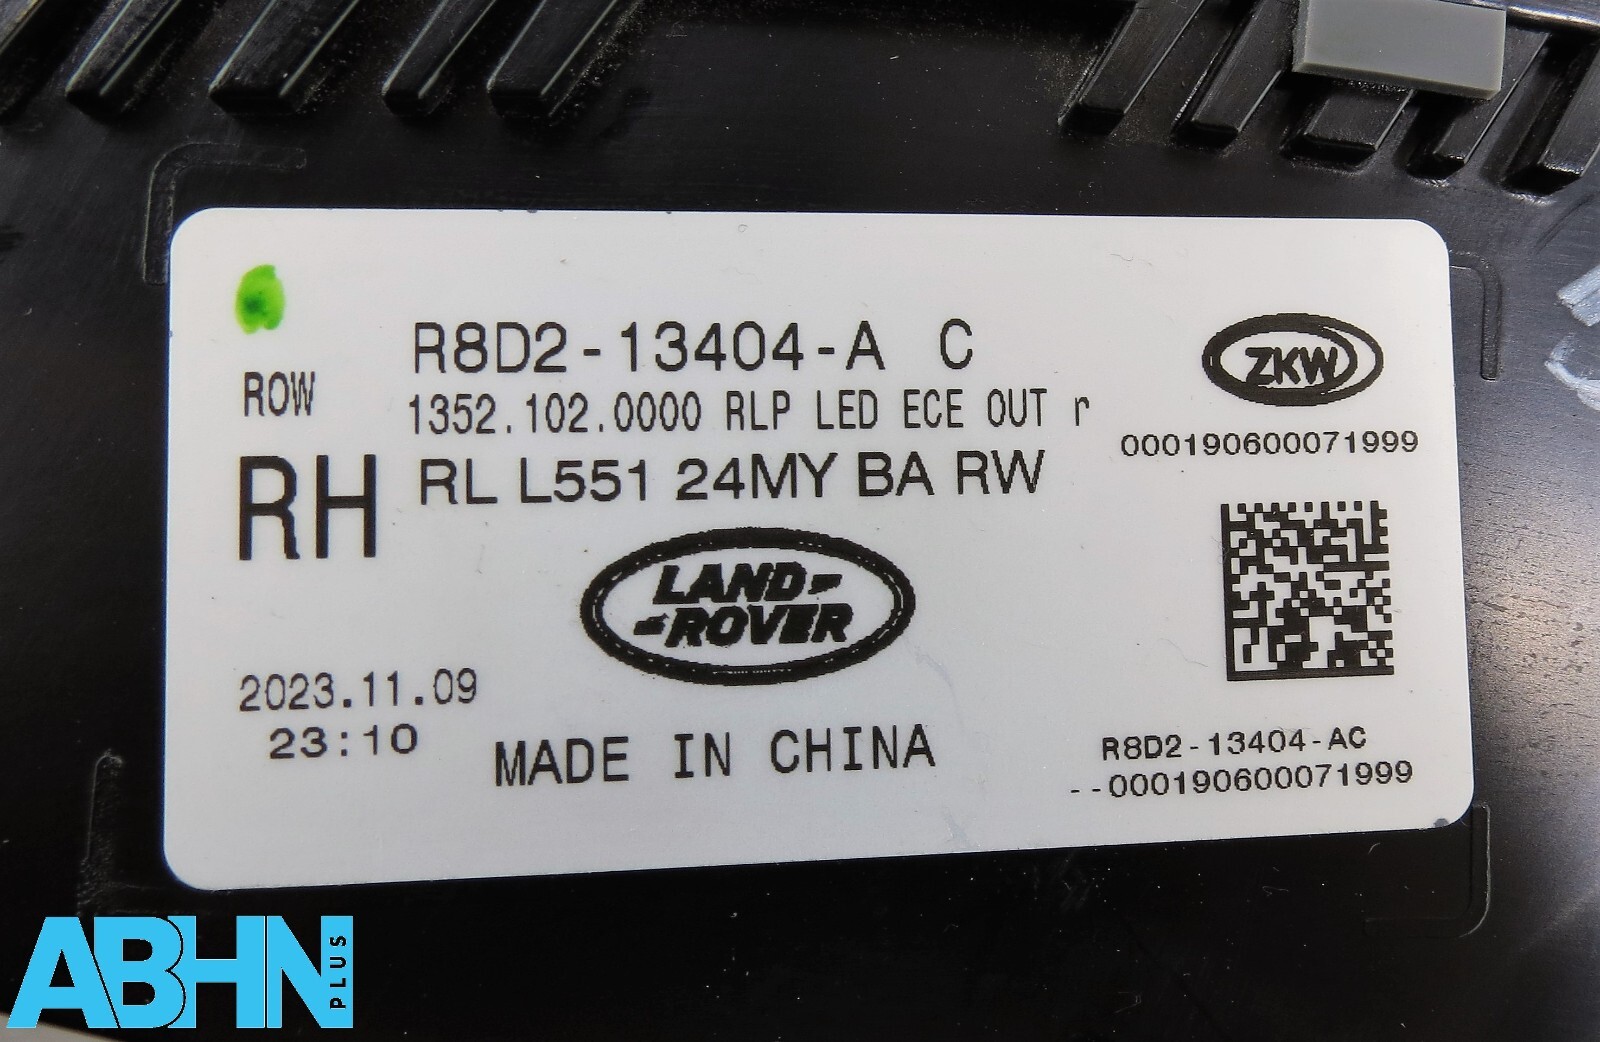 R8D2-13404-A C
ZKW
ROW
1352.102.0000 RLP LED ECE OUT r
000190600071999
RH
RL L551 24MY BA RW
LAND-
-ROVER
2023.11.09
23:10
MADE IN CHINA
R8D2-13404-AC
--000190600071999
ABHN PLUS